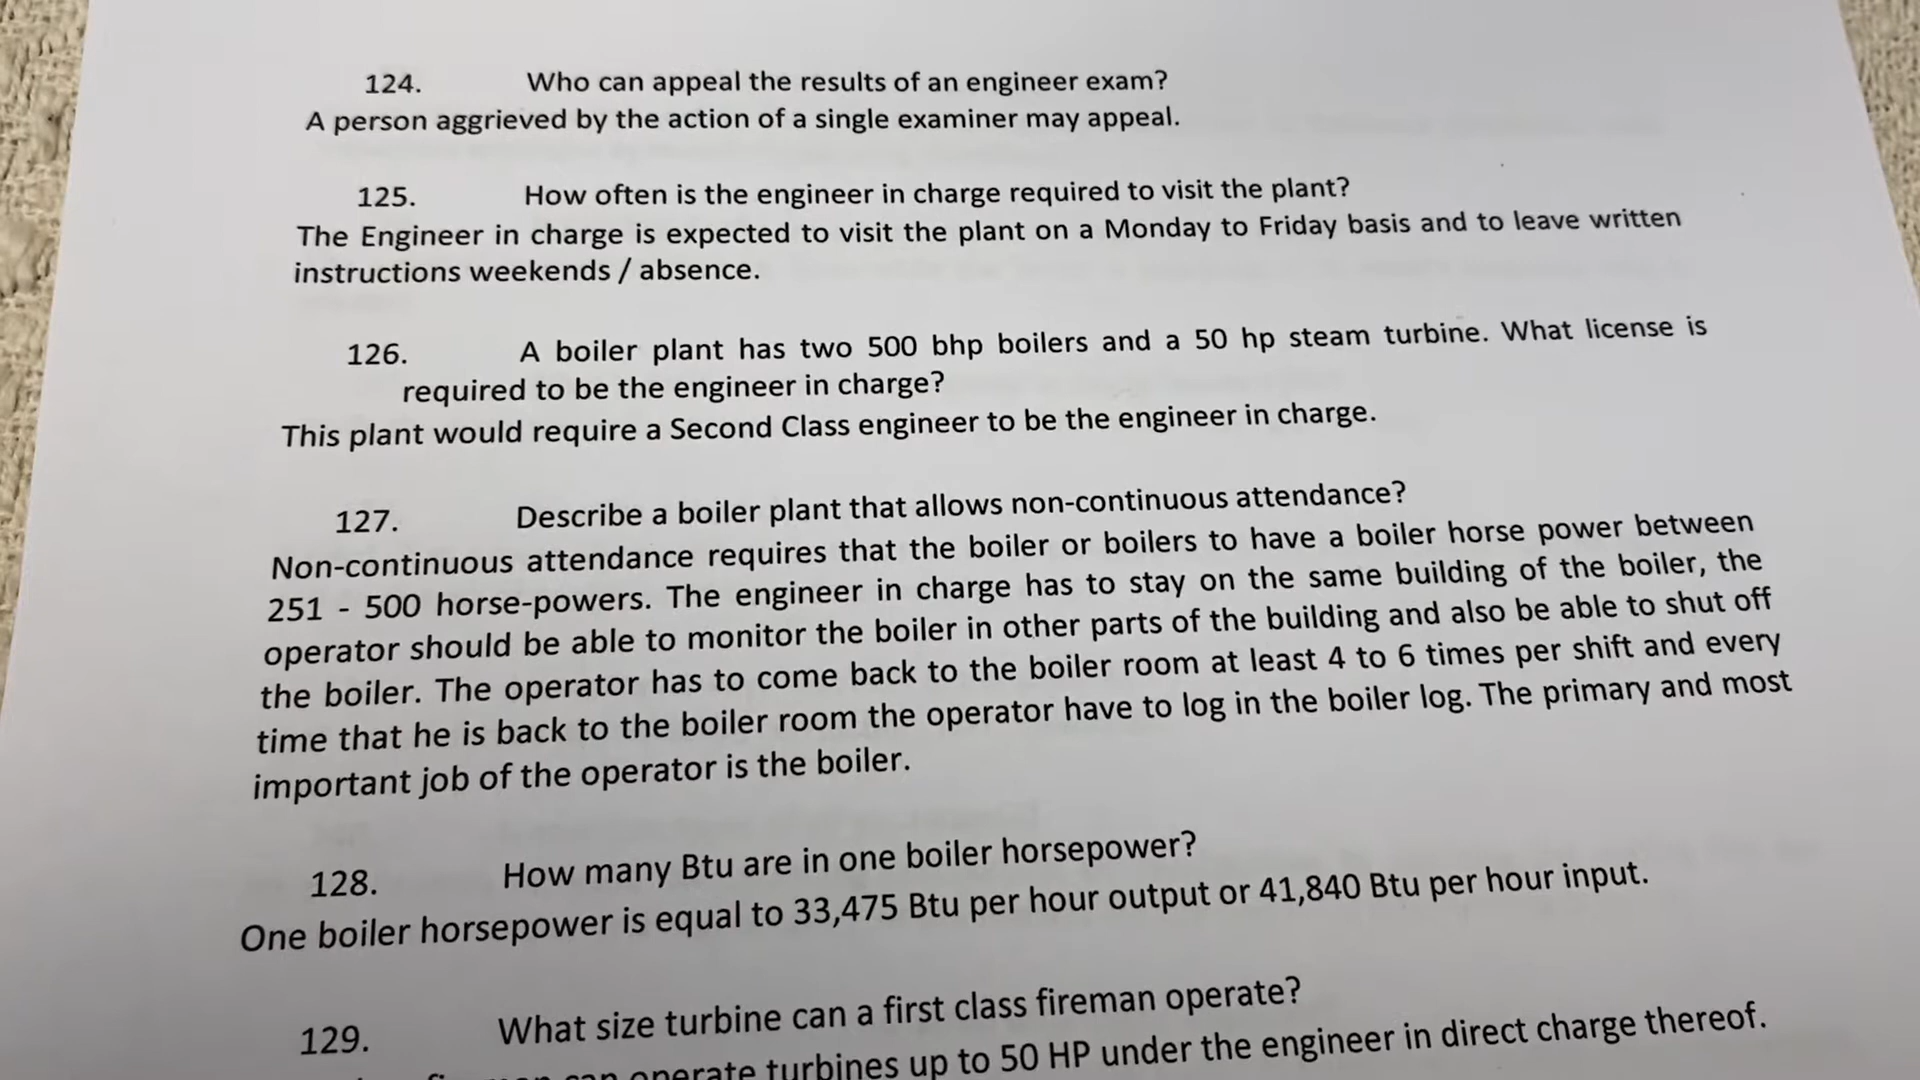 124. Who can appeal the results of an engineer exam?
A person aggrieved by the action of a single examiner may appeal.
125. How often is the engineer in charge required to visit the plant?
The Engineer in charge is expected to visit the plant on a Monday to Friday basis and to leave written
instructions weekends / absence.
126. A boiler plant has two 500 bhp boilers and a 50 hp steam turbine. What license is
required to be the engineer in charge?
This plant would require a Second Class engineer to be the engineer in charge.
127. Describe a boiler plant that allows non-continuous attendance?
Non-continuous attendance requires that the boiler or boilers to have a boiler horse power between
251 - 500 horse-powers. The engineer in charge has to stay on the same building of the boiler, the
operator should be able to monitor the boiler in other parts of the building and also be able to shut off
the boiler. The operator has to come back to the boiler room at least 4 to 6 times per shift and every
time that he is back to the boiler room the operator have to log in the boiler log. The primary and most
important job of the operator is the boiler.
128. How many Btu are in one boiler horsepower?
One boiler horsepower is equal to 33,475 Btu per hour output or 41,840 Btu per hour input.
129. What size turbine can a first class fireman operate?
can operate turbines up to 50 HP under the engineer in direct charge thereof.